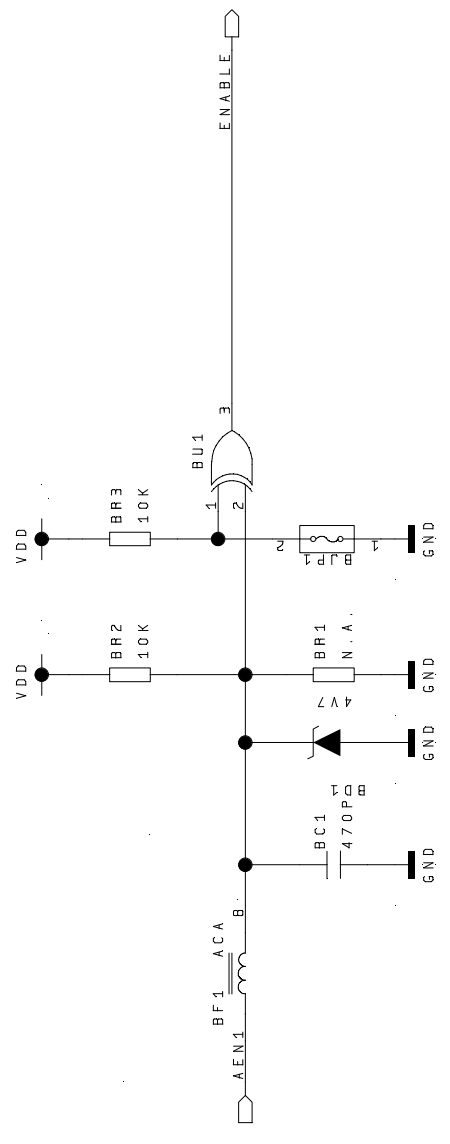 ENABLE
3
BU1
1
2
VDD
BR3
10K
2
BJP1
1
GND
VDD
BR2
10K
BR1
N.A.
GND
4V7
BD1
GND
BC1
470P
GND
B
ACA
BF1
AEN1